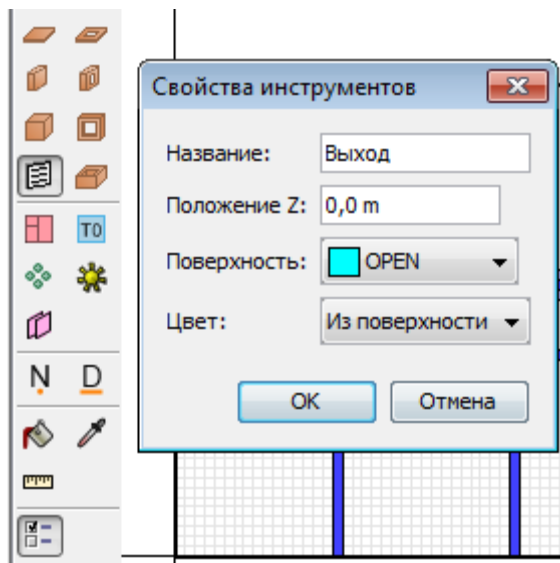 Свойства инструментов
Название: Выход
Положение Z: 0,0 m
Поверхность: OPEN
Цвет: Из поверхности
OK Отмена
T0
N D